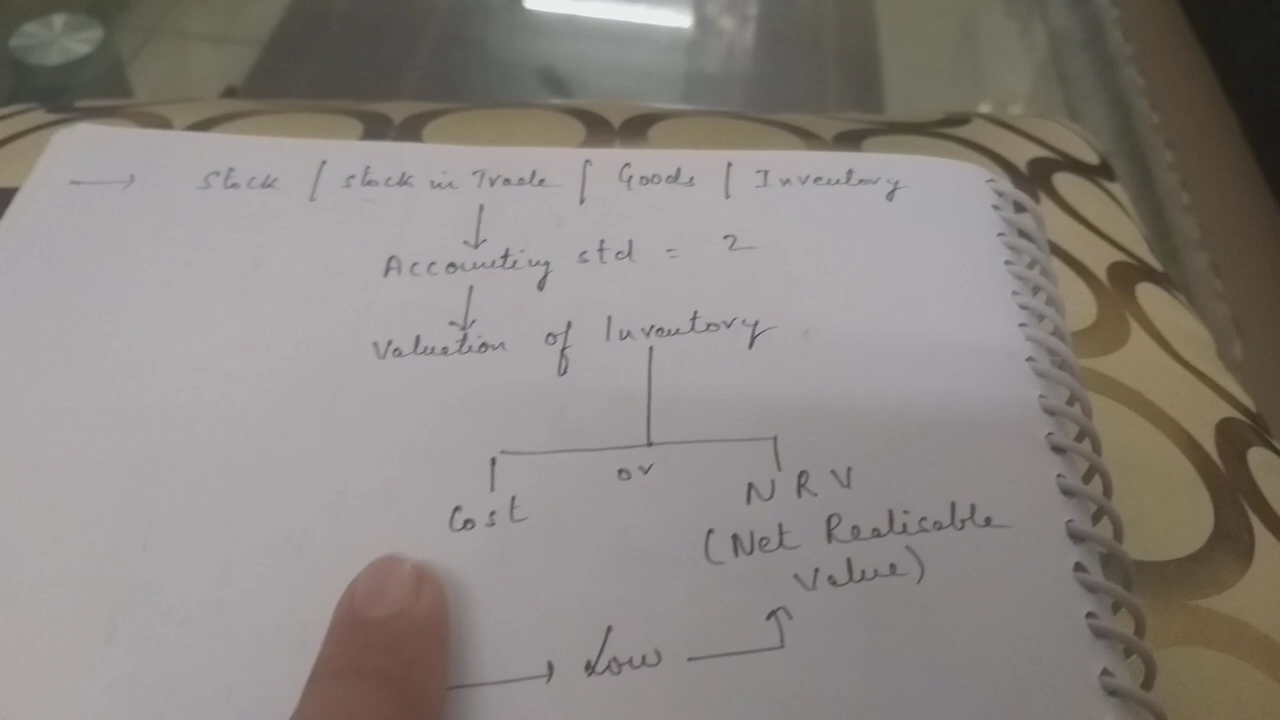 → Stock / Stock in Trade / Goods / Inventory
Accounting std = 2
Valuation of Inventory
Cost or NRV
(Net Realisable
Value)
→ Low